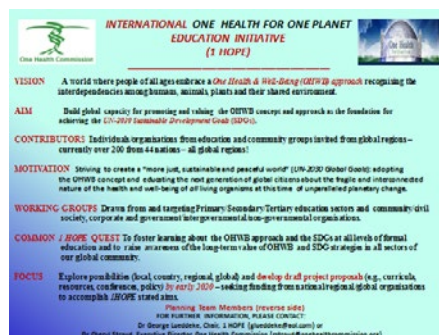 INTERNATIONAL ONE HEALTH FOR ONE PLANET
EDUCATION INITIATIVE
(1 HOPE)
One Health Commission
One Health
VISION A world where people of all ages embrace a One Health & Well-Being (OHWB) approach recognising the
interdependencies among humans, animals, plants and their shared environment.
AIM Build global capacity for promoting and valuing the OHWB concept and approach as the foundation for
achieving the UN-2030 Sustainable Development Goals (SDGs).
CONTRIBUTORS Individuals/organisations from education and community groups invited from global regions –
currently over 200 from 44 nations – all global regions!
MOTIVATION Striving to create a "more just, sustainable and peaceful world" (UN-2030 Global Goals): adopting
the OHWB concept and educating the next generation of global citizens about the fragile and interconnected
nature of the health and well-being of all living organisms at this time of unparalleled planetary change.
WORKING GROUPS Drawn from and targeting Primary/Secondary/Tertiary education sectors and community/civil
society, corporate and government/intergovernmental/non-governmental organisations.
COMMON 1 HOPE QUEST To foster learning about the OHWB approach and the SDGs at all levels of formal
education and to raise awareness of the long-term value of OHWB and SDG strategies in all sectors of
our global community.
FOCUS Explore possibilities (local, country, regional, global) and develop draft project proposals (e.g., curricula,
resources, conferences, policy) by early 2020 – seeking funding from national/regional/global organisations
to accomplish 1HOPE stated aims.
Planning Team Members (reverse side)
FOR FURTHER INFORMATION, PLEASE CONTACT:
Dr George Lueddeke, Chair, 1 HOPE (glueddeke@aol.com) or